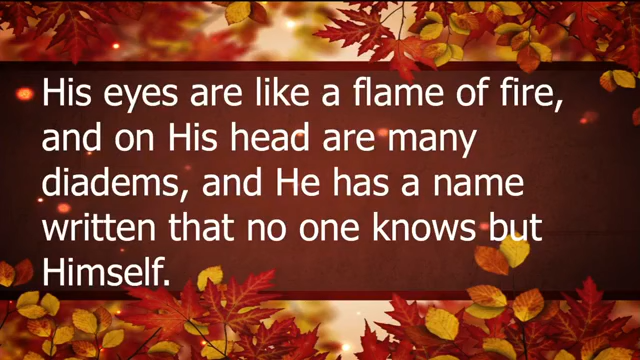 His eyes are like a flame of fire,
and on His head are many
diadems, and He has a name
written that no one knows but
Himself.